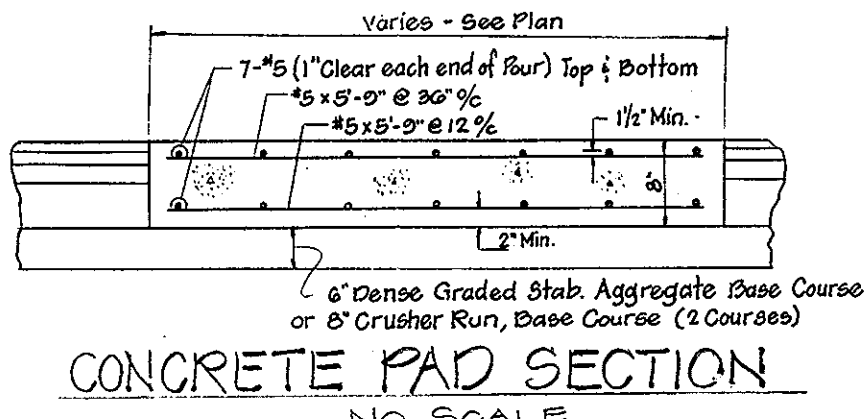 Varies - See Plan
7-#5 (1" Clear each end of Pour) Top & Bottom
#5 x 5'-9" @ 36" o/c
#5 x 5'-9" @ 12 o/c
1 1/2" Min.
8"
2" Min.
6" Dense Graded Stab. Aggregate Base Course
or 8" Crusher Run, Base Course (2 Courses)
CONCRETE PAD SECTION
NO SCALE